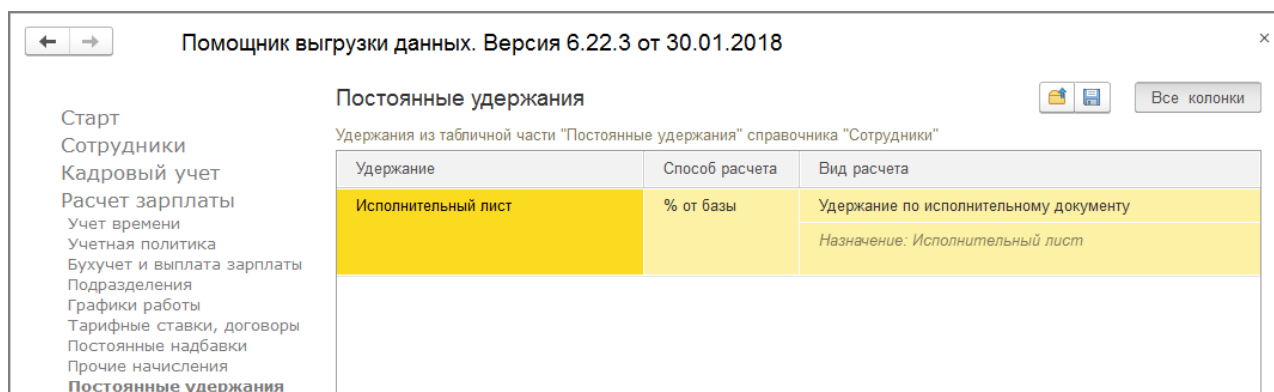 Помощник выгрузки данных. Версия 6.22.3 от 30.01.2018
Старт
Сотрудники
Кадровый учет
Расчет зарплаты
Учет времени
Учетная политика
Бухучет и выплата зарплаты
Подразделения
Графики работы
Тарифные ставки, договоры
Постоянные надбавки
Прочие начисления
Постоянные удержания
Постоянные удержания
Все колонки
Удержания из табличной части "Постоянные удержания" справочника "Сотрудники"
Удержание Способ расчета Вид расчета
Исполнительный лист % от базы Удержание по исполнительному документу
Назначение: Исполнительный лист